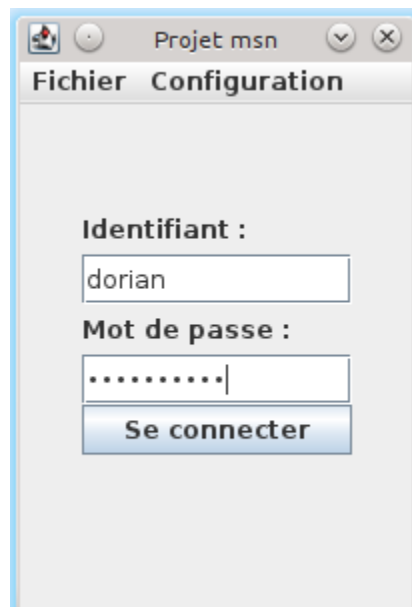 Projet msn
Fichier Configuration
Identifiant :
dorian
Mot de passe :
••••••••••
Se connecter